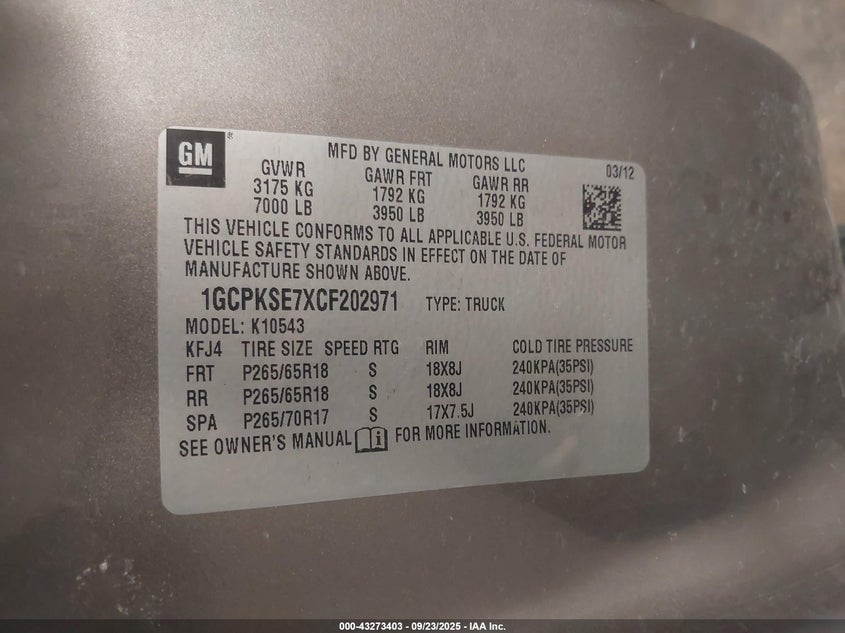 GM ®
MFD BY GENERAL MOTORS LLC
03/12
GVWR GAWR FRT GAWR RR
3175 KG 1792 KG 1792 KG
7000 LB 3950 LB 3950 LB
THIS VEHICLE CONFORMS TO ALL APPLICABLE U.S. FEDERAL MOTOR
VEHICLE SAFETY STANDARDS IN EFFECT ON THE DATE OF
MANUFACTURE SHOWN ABOVE.
1GCPKSE7XCF202971 TYPE: TRUCK
MODEL: K10543
KFJ4 TIRE SIZE SPEED RTG RIM COLD TIRE PRESSURE
FRT P265/65R18 S 18X8J 240KPA(35PSI)
RR P265/65R18 S 18X8J 240KPA(35PSI)
SPA P265/70R17 S 17X7.5J 240KPA(35PSI)
SEE OWNER'S MANUAL FOR MORE INFORMATION.
000-43273403 - 09/23/2025 - IAA Inc.